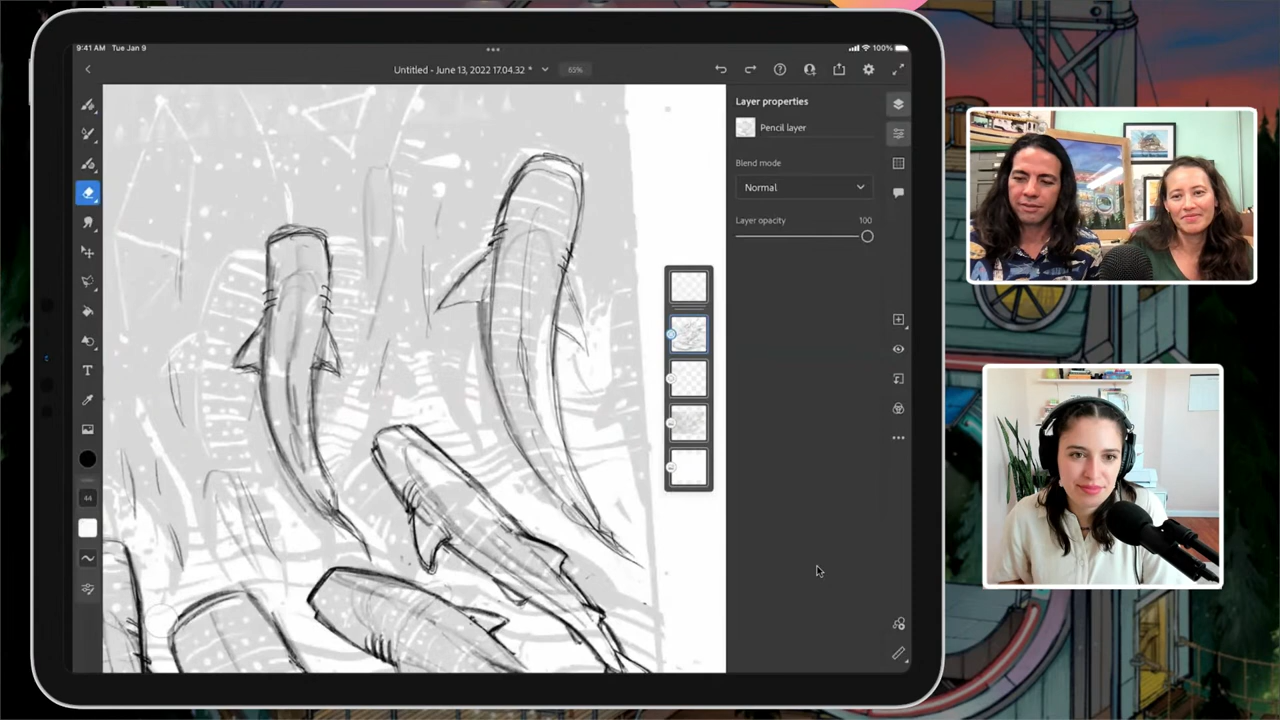 9:41 AM Tue Jan 9
100%
Untitled - June 13, 2022 17.04.32 *
65%
Layer properties
Pencil layer
Blend mode
Normal
Layer opacity 100
T
44